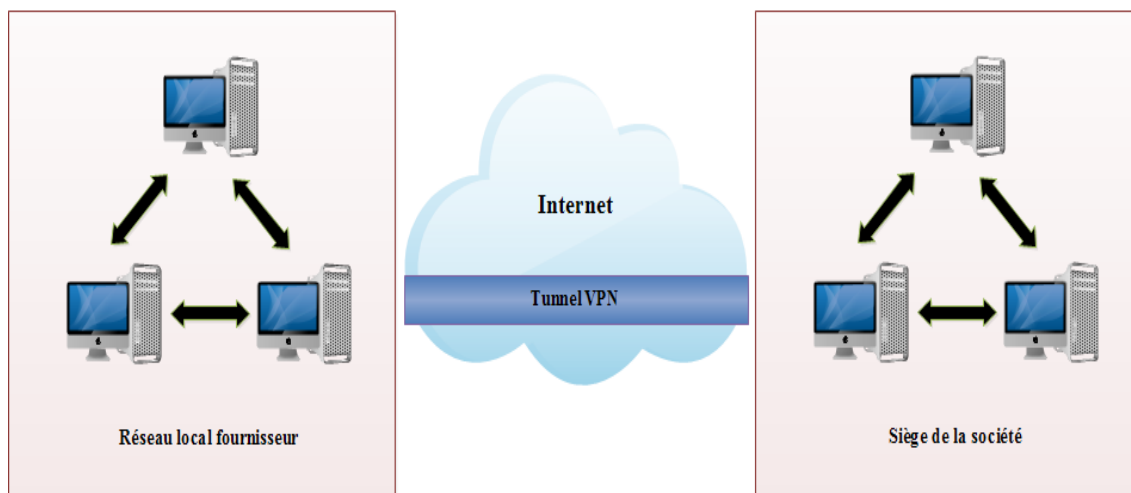 Internet
Tunnel VPN
Réseau local fournisseur
Siège de la société